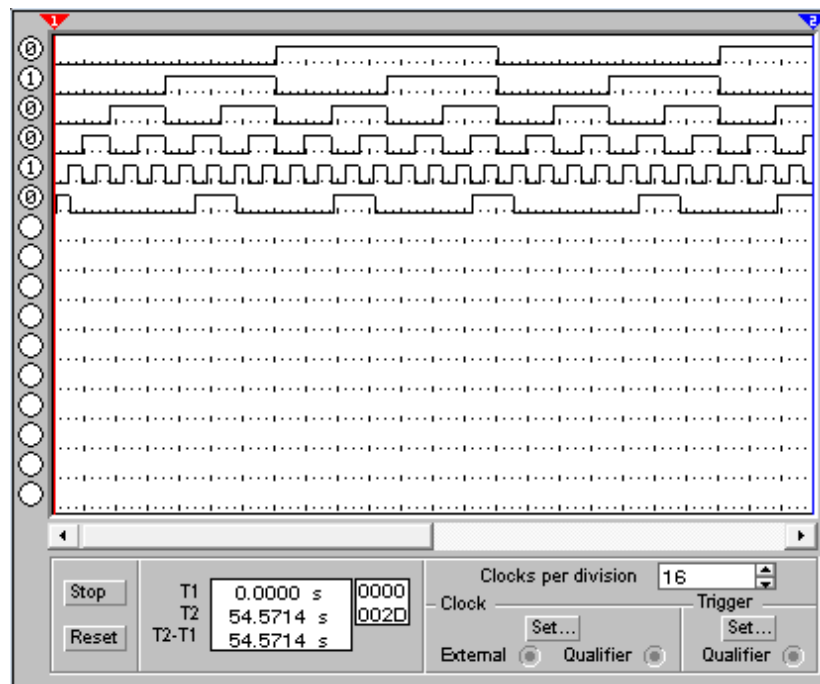 1 2
0
1
0
0
1
0
Clocks per division 16
Stop T1 0.0000 s 0000 Clock Trigger
T2 54.5714 s 002D Set... Set...
Reset T2-T1 54.5714 s External Qualifier Qualifier